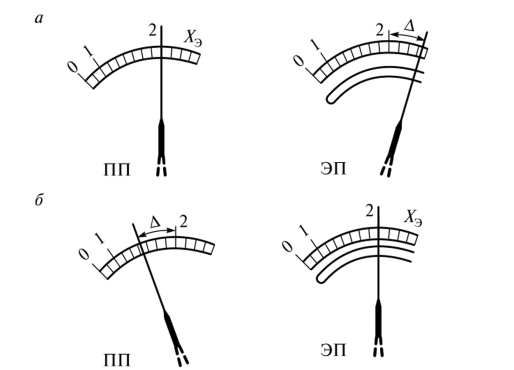 а
0 1 2 Xэ
ПП
0 1 2 Δ
ЭП
б
0 1 Δ 2
ПП
0 1 2 Xэ
ЭП